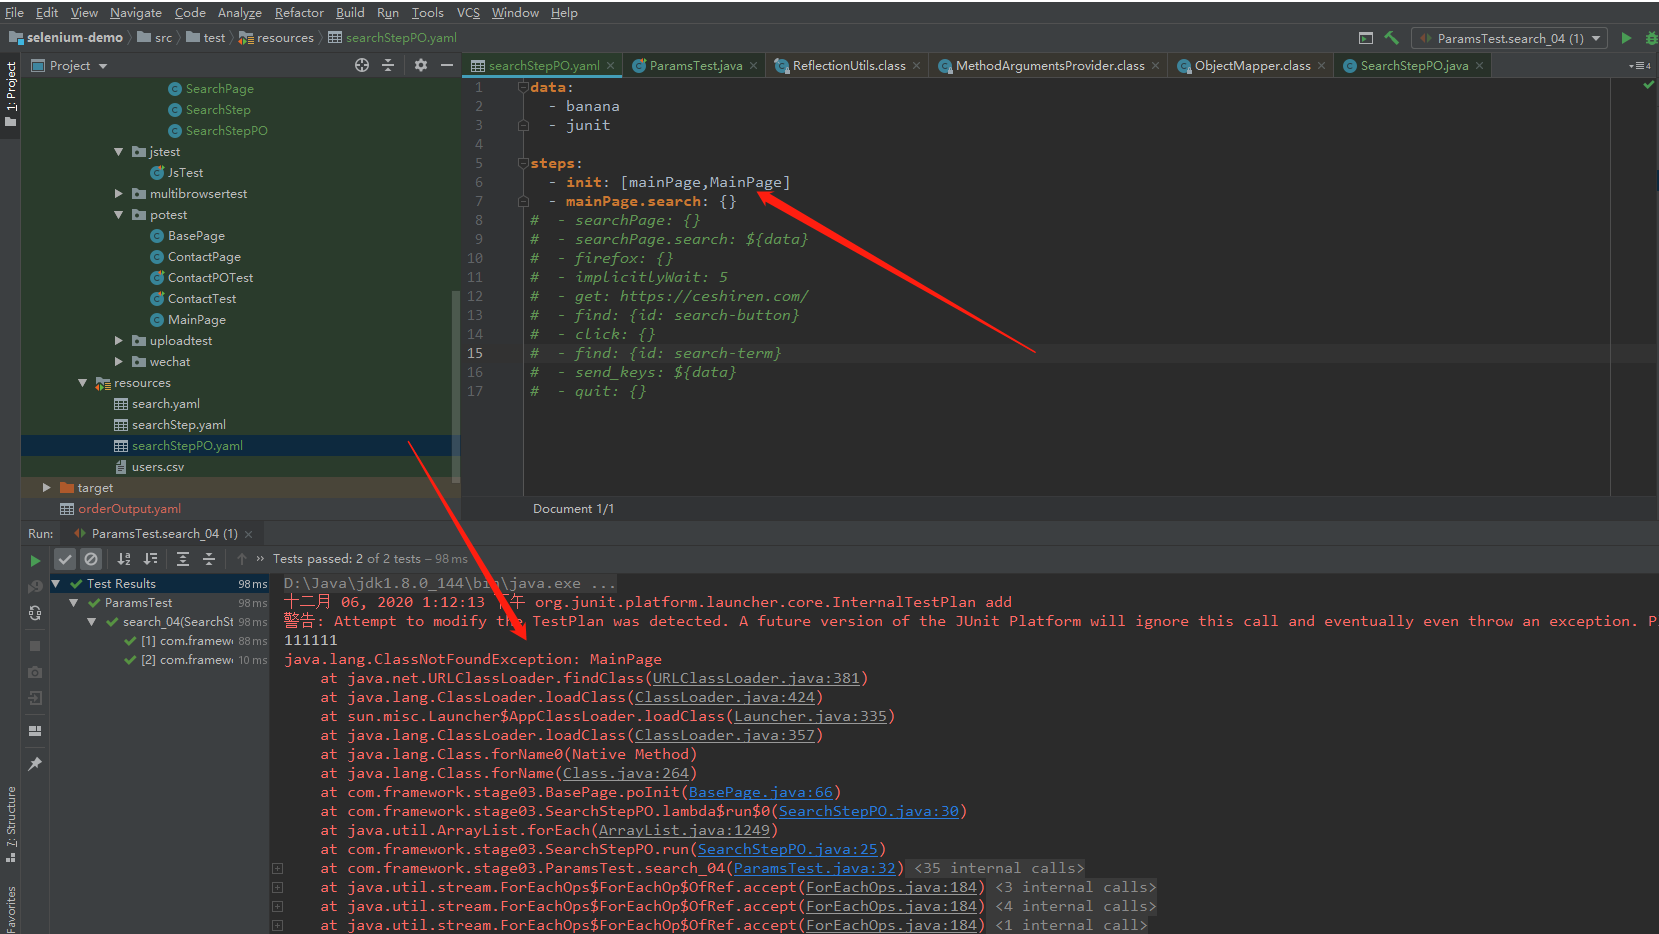 File Edit View Navigate Code Analyze Refactor Build Run Tools VCS Window Help
selenium-demo src test resources searchStepPO.yaml ParamsTest.search_04 (1)
1: Project
Project
SearchPage
SearchStep
SearchStepPO
jstest
JsTest
multibrowsertest
potest
BasePage
ContactPage
ContactPOTest
ContactTest
MainPage
uploadtest
wechat
resources
search.yaml
searchStep.yaml
searchStepPO.yaml
users.csv
target
orderOutput.yaml
searchStepPO.yaml ParamsTest.java ReflectionUtils.class MethodArgumentsProvider.class ObjectMapper.class SearchStepPO.java 4
1 data:
2 - banana
3 - junit
4
5 steps:
6 - init: [mainPage,MainPage]
7 - mainPage.search: {}
8 # - searchPage: {}
9 # - searchPage.search: ${data}
10 # - firefox: {}
11 # - implicitlyWait: 5
12 # - get: https://ceshiren.com/
13 # - find: {id: search-button}
14 # - click: {}
15 # - find: {id: search-term}
16 # - send_keys: ${data}
17 # - quit: {}
Document 1/1
Run: ParamsTest.search_04 (1)
Tests passed: 2 of 2 tests – 98 ms
Test Results 98 ms
ParamsTest 98 ms
search_04(SearchSt 98 ms
[1] com.framew 88 ms
[2] com.framew 10 ms
D:\Java\jdk1.8.0_144\bin\java.exe ...
十二月 06, 2020 1:12:13 下午 org.junit.platform.launcher.core.InternalTestPlan add
警告: Attempt to modify the TestPlan was detected. A future version of the JUnit Platform will ignore this call and eventually even throw an exception. P
111111
java.lang.ClassNotFoundException: MainPage
at java.net.URLClassLoader.findClass(URLClassLoader.java:381)
at java.lang.ClassLoader.loadClass(ClassLoader.java:424)
at sun.misc.Launcher$AppClassLoader.loadClass(Launcher.java:335)
at java.lang.ClassLoader.loadClass(ClassLoader.java:357)
at java.lang.Class.forName0(Native Method)
at java.lang.Class.forName(Class.java:264)
at com.framework.stage03.BasePage.poInit(BasePage.java:66)
at com.framework.stage03.SearchStepPO.lambda$run$0(SearchStepPO.java:30)
at java.util.ArrayList.forEach(ArrayList.java:1249)
at com.framework.stage03.SearchStepPO.run(SearchStepPO.java:25)
at com.framework.stage03.ParamsTest.search_04(ParamsTest.java:32) <35 internal calls>
at java.util.stream.ForEachOps$ForEachOp$OfRef.accept(ForEachOps.java:184) <3 internal calls>
at java.util.stream.ForEachOps$ForEachOp$OfRef.accept(ForEachOps.java:184) <4 internal calls>
at java.util.stream.ForEachOps$ForEachOp$OfRef.accept(ForEachOps.java:184) <1 internal call>
7: Structure
Favorites